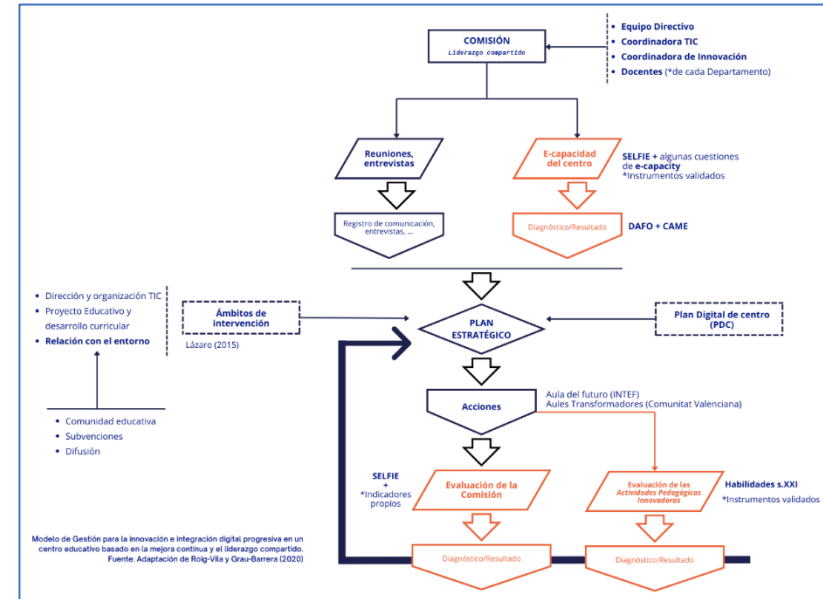 COMISIÓN
Liderazgo compartido
• Equipo Directivo
• Coordinadora TIC
• Coordinadora de Innovación
• Docentes (*de cada Departamento)
Reuniones,
entrevistas
E-capacidad
del centro
SELFIE + algunas cuestiones
de e-capacity
*Instrumentos validados
Registro de comunicación,
entrevistas, ...
Diagnóstico/Resultado
DAFO + CAME
• Dirección y organización TIC
• Proyecto Educativo y
desarrollo curricular
• Relación con el entorno
Ámbitos de
intervención
Lázaro (2015)
PLAN
ESTRATÉGICO
Plan Digital de centro
(PDC)
• Comunidad educativa
• Subvenciones
• Difusión
Acciones
Aula del futuro (INTEF)
Aules Transformadores (Comunitat Valenciana)
SELFIE
+
*Indicadores
propios
Evaluación de la
Comisión
Evaluación de las
Actividades Pedagógicas
Innovadoras
Habilidades s.XXI
*Instrumentos validados
Diagnóstico/Resultado
Diagnóstico/Resultado
Modelo de Gestión para la innovación e integración digital progresiva en un
centro educativo basado en la mejora continua y el liderazgo compartido.
Fuente: Adaptación de Roig-Vila y Grau-Barrera (2020)